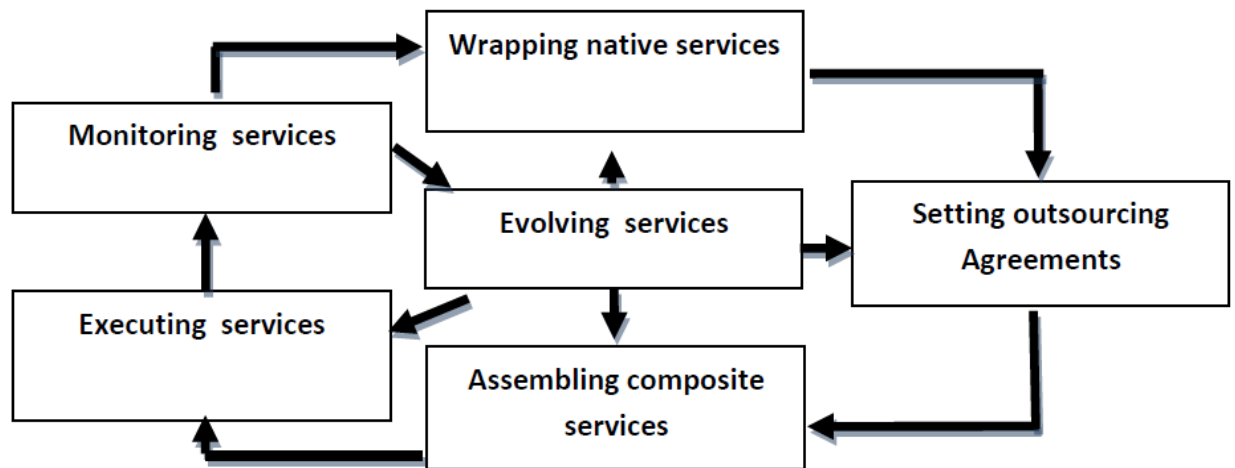 Wrapping native services
Monitoring services
Evolving services
Setting outsourcing
Agreements
Executing services
Assembling composite
services